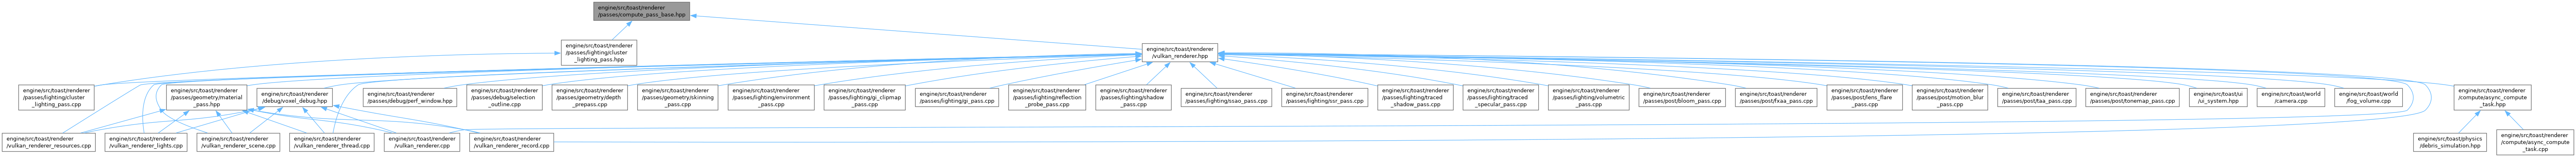 engine/src/toast/renderer
/passes/compute_pass_base.hpp
engine/src/toast/renderer
/passes/lighting/cluster
_lighting_pass.hpp
engine/src/toast/renderer
/vulkan_renderer.hpp
engine/src/toast/renderer
/passes/lighting/cluster
_lighting_pass.cpp
engine/src/toast/renderer
/passes/geometry/material
_pass.hpp
engine/src/toast/renderer
/debug/voxel_debug.hpp
engine/src/toast/renderer
/passes/debug/perf_window.hpp
engine/src/toast/renderer
/passes/debug/selection
_outline.cpp
engine/src/toast/renderer
/passes/geometry/depth
_prepass.cpp
engine/src/toast/renderer
/passes/geometry/skinning
_pass.cpp
engine/src/toast/renderer
/passes/lighting/environment
_pass.cpp
engine/src/toast/renderer
/passes/lighting/gi_clipmap
_pass.cpp
engine/src/toast/renderer
/passes/lighting/gi_pass.cpp
engine/src/toast/renderer
/passes/lighting/reflection
_probe_pass.cpp
engine/src/toast/renderer
/passes/lighting/shadow
_pass.cpp
engine/src/toast/renderer
/passes/lighting/ssao_pass.cpp
engine/src/toast/renderer
/passes/lighting/ssr_pass.cpp
engine/src/toast/renderer
/passes/lighting/traced
_shadow_pass.cpp
engine/src/toast/renderer
/passes/lighting/traced
_specular_pass.cpp
engine/src/toast/renderer
/passes/lighting/volumetric
_pass.cpp
engine/src/toast/renderer
/passes/post/bloom_pass.cpp
engine/src/toast/renderer
/passes/post/fxaa_pass.cpp
engine/src/toast/renderer
/passes/post/lens_flare
_pass.cpp
engine/src/toast/renderer
/passes/post/motion_blur
_pass.cpp
engine/src/toast/renderer
/passes/post/taa_pass.cpp
engine/src/toast/renderer
/passes/post/tonemap_pass.cpp
engine/src/toast/ui
/ui_system.hpp
engine/src/toast/world
/camera.cpp
engine/src/toast/world
/fog_volume.cpp
engine/src/toast/renderer
/compute/async_compute
_task.hpp
engine/src/toast/renderer
/vulkan_renderer_resources.cpp
engine/src/toast/renderer
/vulkan_renderer_lights.cpp
engine/src/toast/renderer
/vulkan_renderer_scene.cpp
engine/src/toast/renderer
/vulkan_renderer_thread.cpp
engine/src/toast/renderer
/vulkan_renderer.cpp
engine/src/toast/renderer
/vulkan_renderer_record.cpp
engine/src/toast/physics
/debris_simulation.hpp
engine/src/toast/renderer
/compute/async_compute
_task.cpp